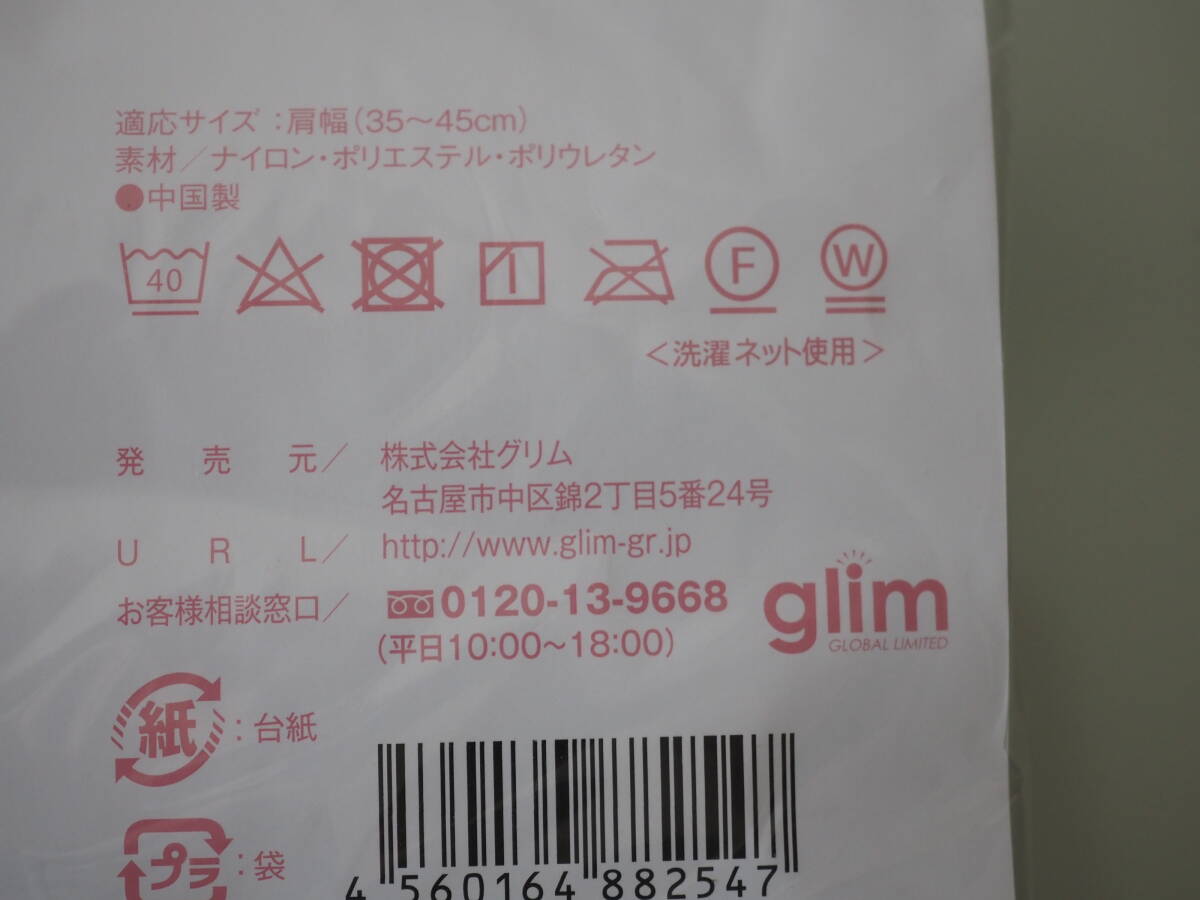 適応サイズ：肩幅（35～45cm）
素材／ナイロン・ポリエステル・ポリウレタン
●中国製
40 F W
＜洗濯ネット使用＞
発売元／ 株式会社グリム
名古屋市中区錦2丁目5番24号
URL／ http://www.glim-gr.jp
お客様相談窓口／ 0120-13-9668
（平日10:00～18:00）
glim
GLOBAL LIMITED
紙：台紙
プラ：袋
4 560164 882547